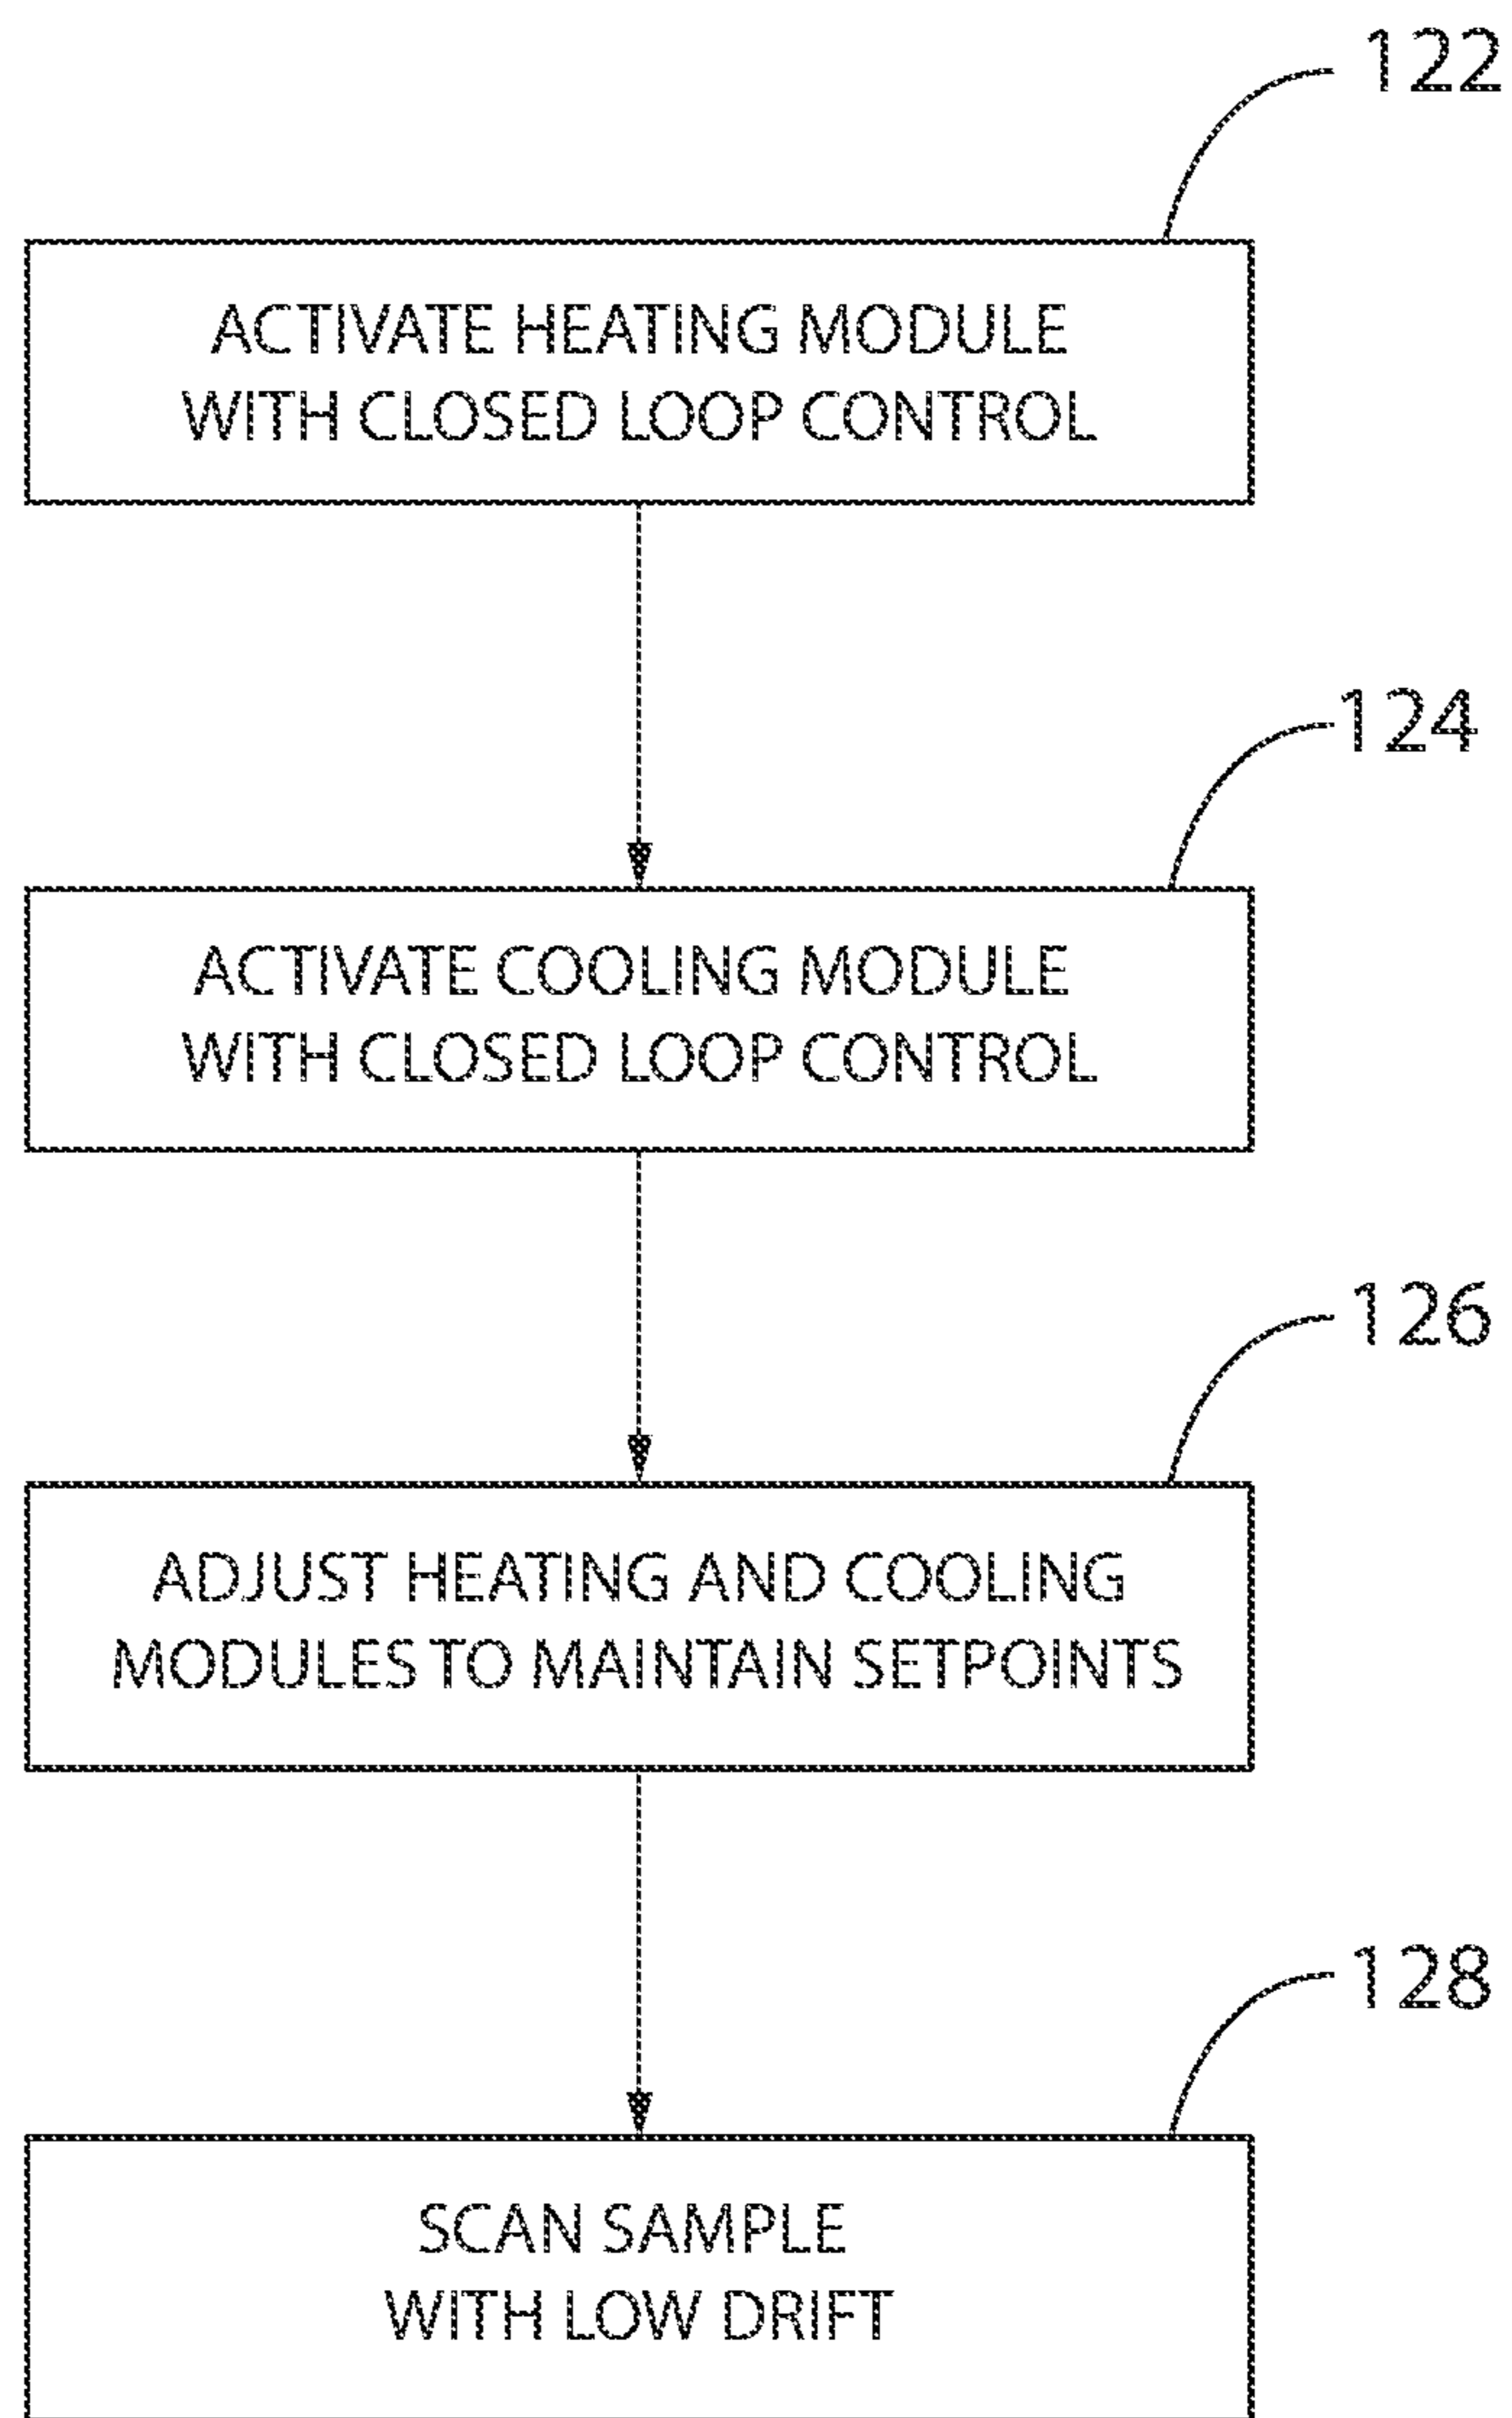 122
ACTIVATE HEATING MODULE
WITH CLOSED LOOP CONTROL
124
ACTIVATE COOLING MODULE
WITH CLOSED LOOP CONTROL
126
ADJUST HEATING AND COOLING
MODULES TO MAINTAIN SETPOINTS
128
SCAN SAMPLE
WITH LOW DRIFT